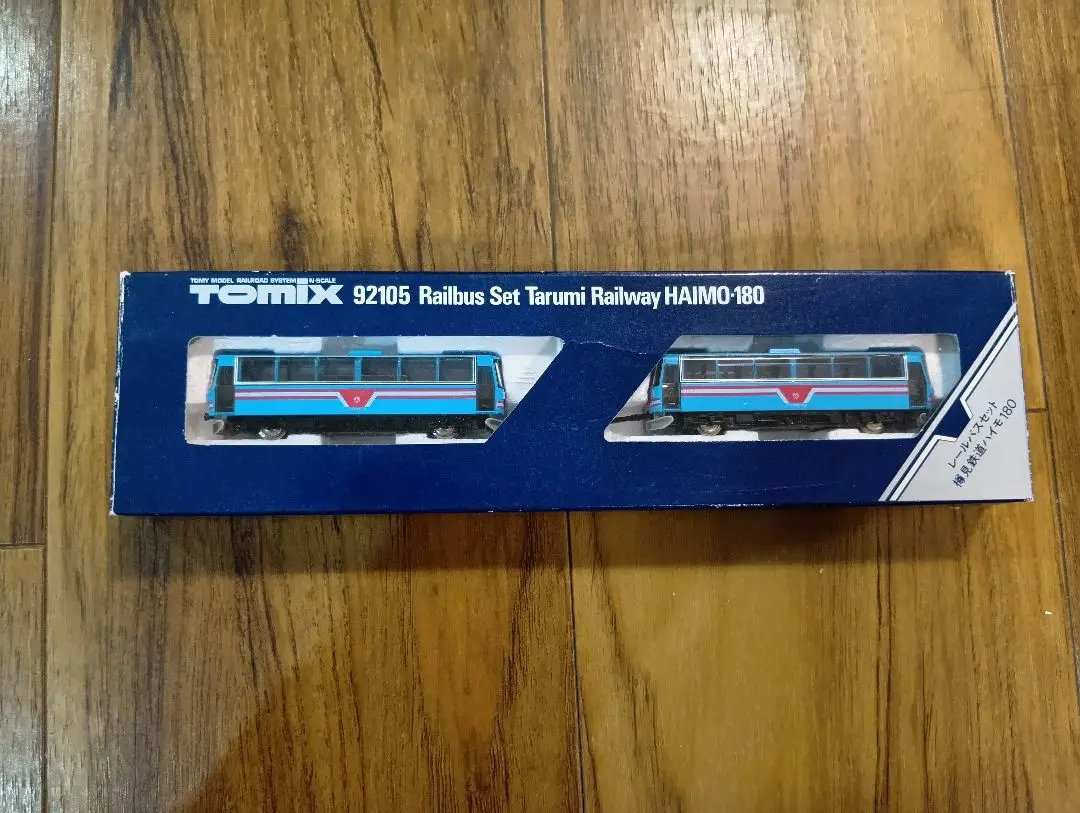 TOMY MODEL RAILROAD SYSTEM N-SCALE
TOMIX 92105 Railbus Set Tarumi Railway HAIMO-180
レールバスセット
樽見鉄道ハイモ180